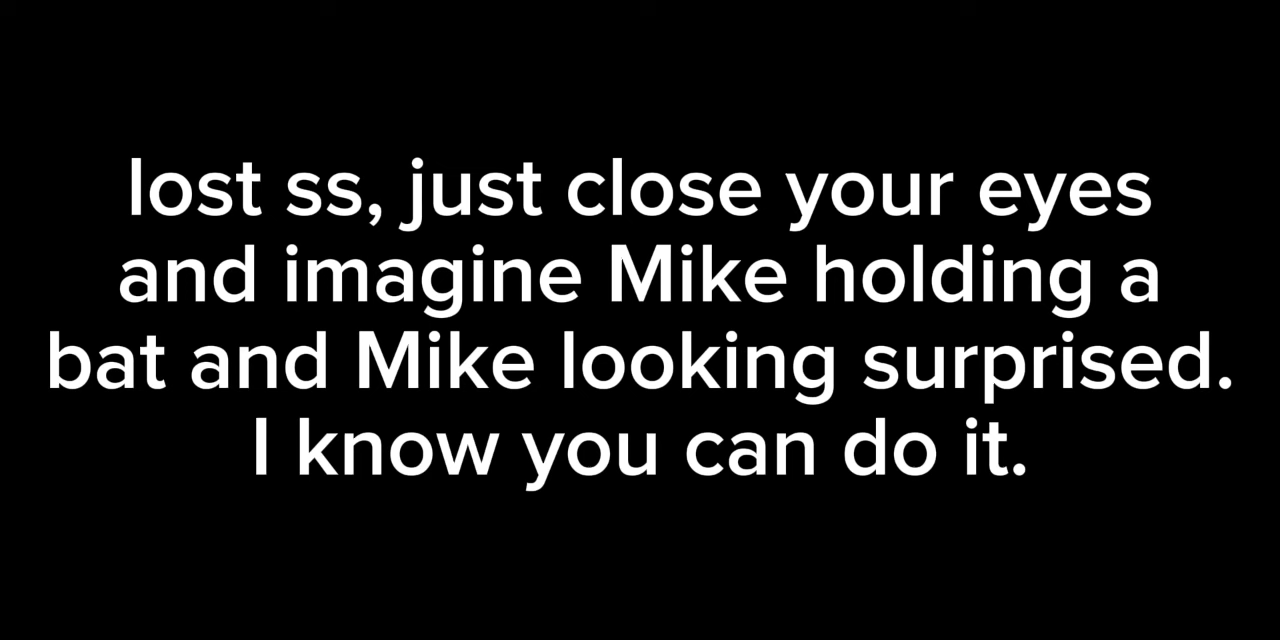 lost ss, just close your eyes
and imagine Mike holding a
bat and Mike looking surprised.
I know you can do it.